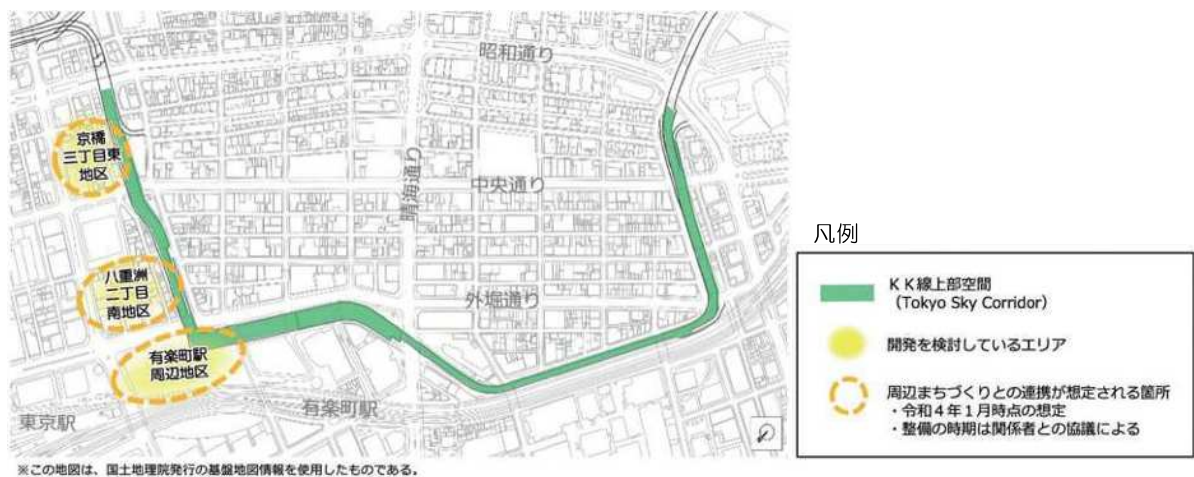 昭和通り
京橋
三丁目東
地区
晴海通り
中央通り
八重洲
二丁目
南地区
外堀通り
有楽町駅
周辺地区
有楽町駅
東京駅
※この地図は、国土地理院発行の基盤地図情報を使用したものである。
凡例
KK線上部空間
(Tokyo Sky Corridor)
開発を検討しているエリア
周辺まちづくりとの連携が想定される箇所
・令和4年1月時点の想定
・整備の時期は関係者との協議による